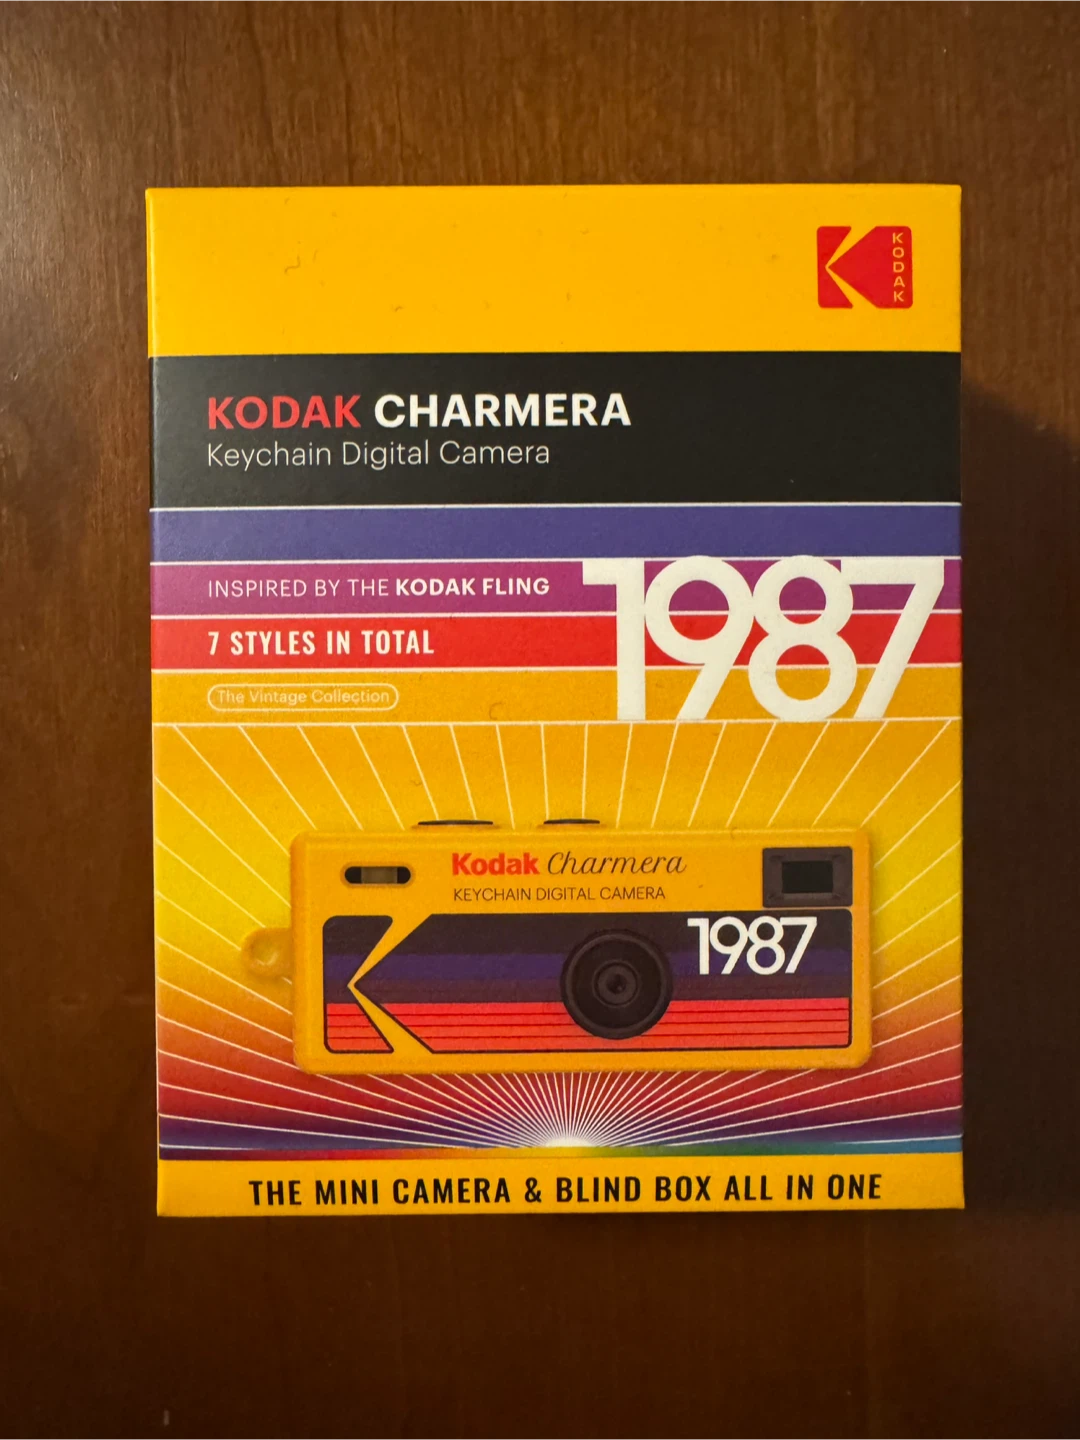 KODAK
KODAK CHARMERA
Keychain Digital Camera
INSPIRED BY THE KODAK FLING
1987
7 STYLES IN TOTAL
The Vintage Collection
Kodak Charmera
KEYCHAIN DIGITAL CAMERA
1987
THE MINI CAMERA & BLIND BOX ALL IN ONE